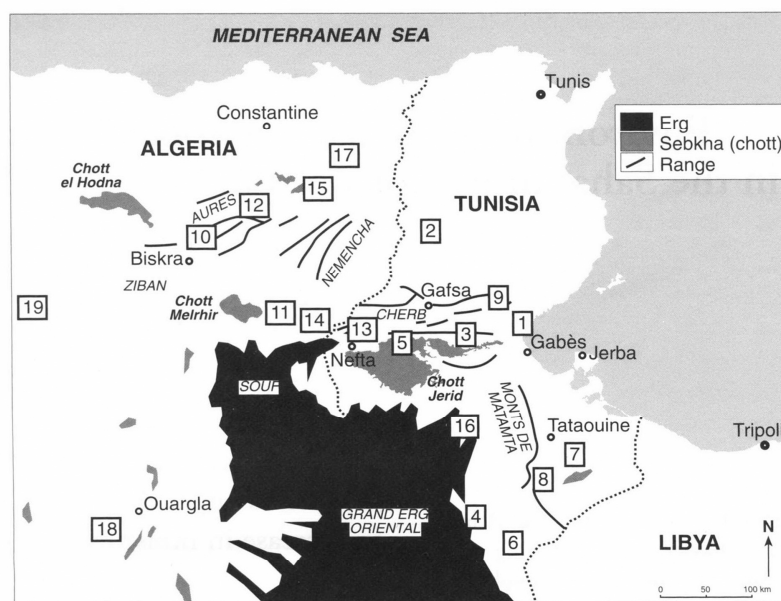 MEDITERRANEAN SEA
Tunis
Constantine
Erg
Sebkha (chott)
Range
ALGERIA
17
Chott
el Hodna
15
AURES
12
TUNISIA
2
10
NEMENCHA
Biskra
ZIBAN
Gafsa
9
19
Chott
Melrhir
11
14
CHERB
13
5
3
1
Gabès
Jerba
Nefta
SOUF
Chott
Jerid
MONTS DE
MATAMTA
16
Tataouine
7
Tripol
8
Ouargla
18
GRAND ERG
ORIENTAL
4
6
LIBYA
N
0 50 100 km